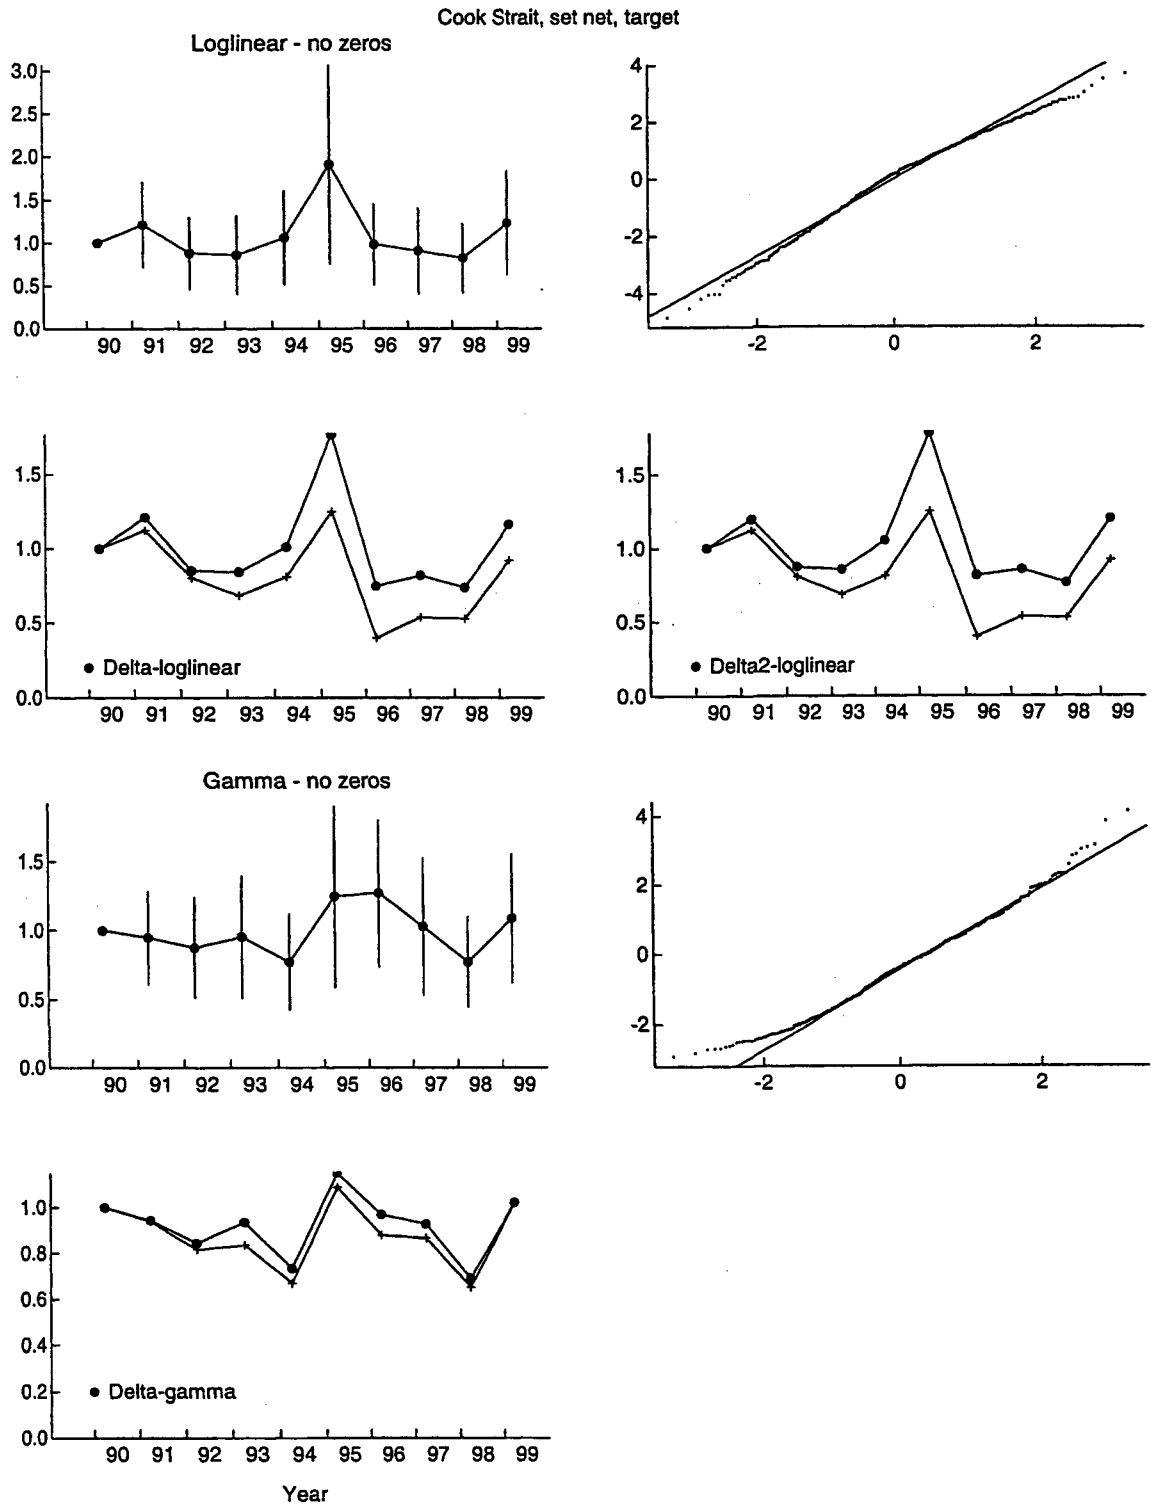 Cook Strait, set net, target
Loglinear - no zeros
3.0
2.5
2.0
1.5
1.0
0.5
0.0
90 91 92 93 94 95 96 97 98 99
4
2
0
-2
-4
-2 0 2
1.5
1.0
0.5
0.0
Delta-loglinear
90 91 92 93 94 95 96 97 98 99
1.5
1.0
0.5
0.0
Delta2-loglinear
90 91 92 93 94 95 96 97 98 99
Gamma - no zeros
1.5
1.0
0.5
0.0
90 91 92 93 94 95 96 97 98 99
4
2
0
-2
-2 0 2
1.0
0.8
0.6
0.4
0.2
0.0
Delta-gamma
90 91 92 93 94 95 96 97 98 99
Year